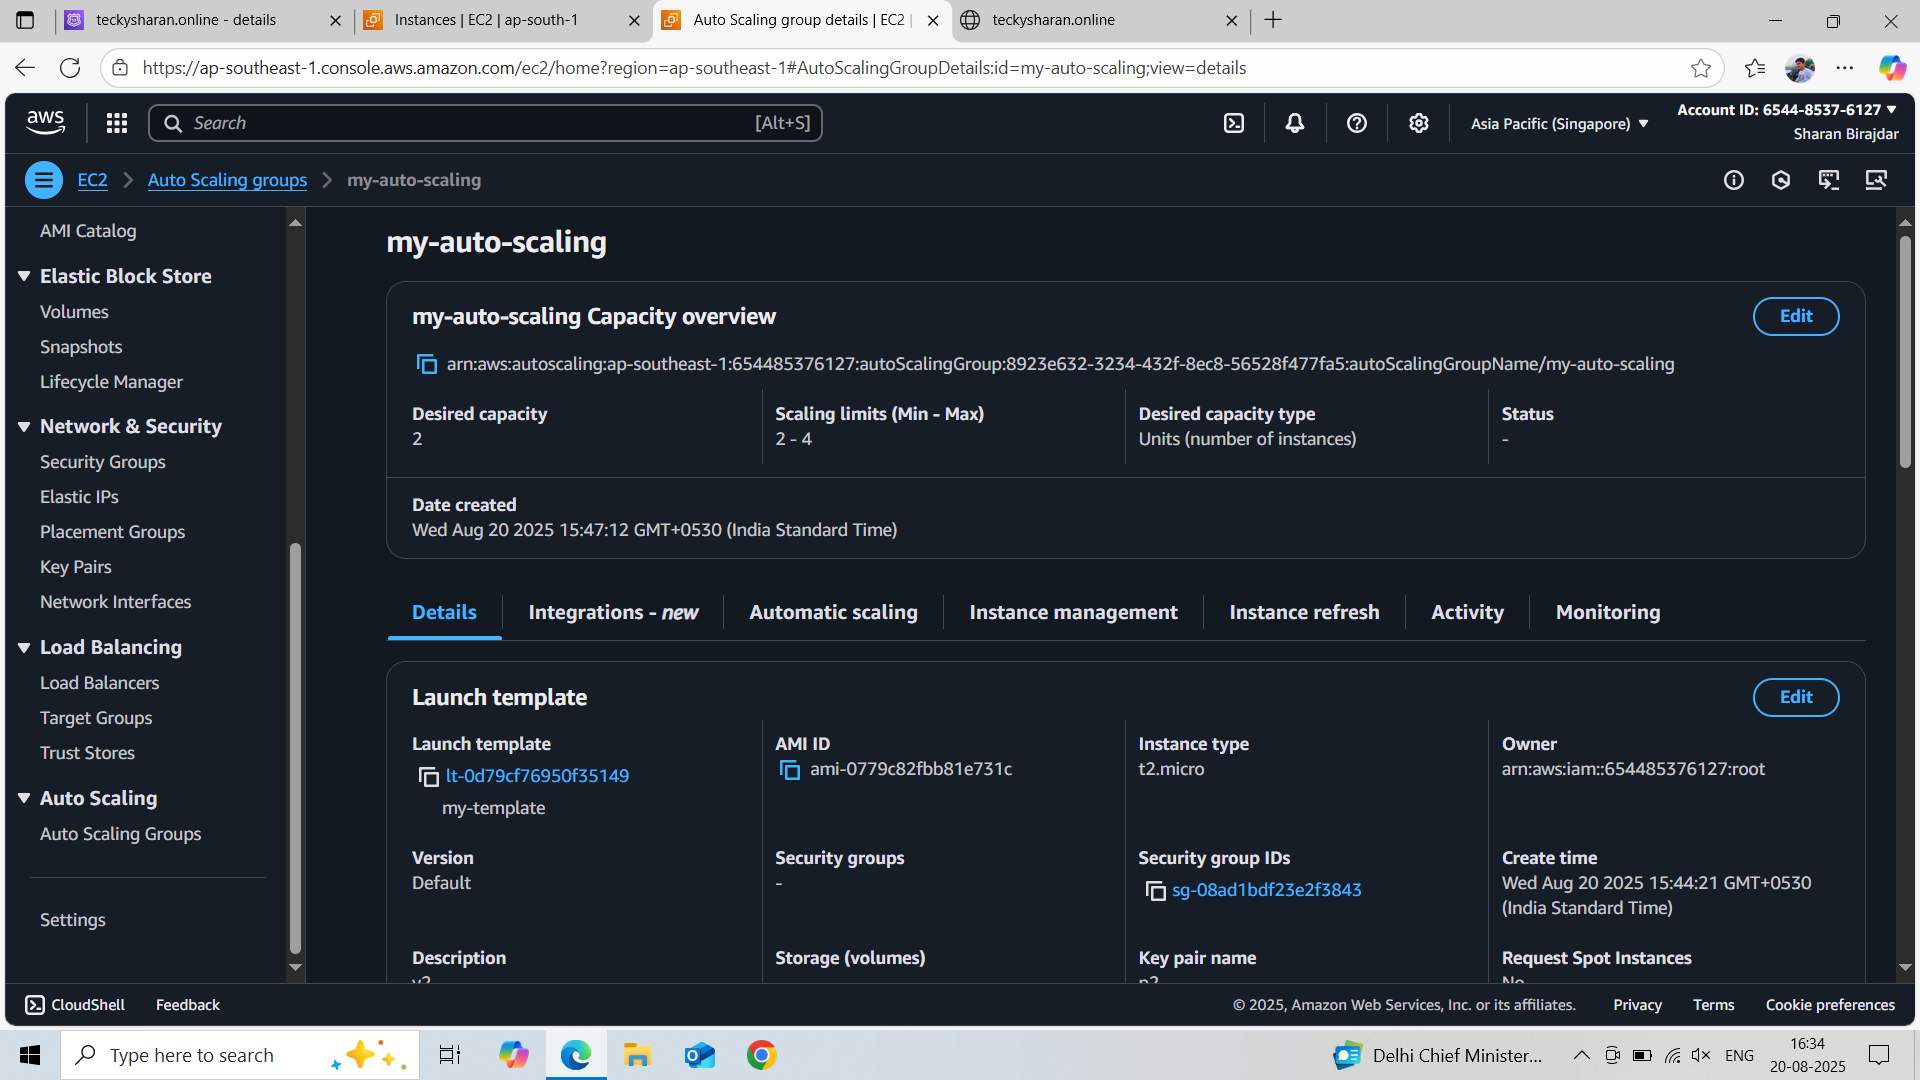 teckysharan.online - details
Instances | EC2 | ap-south-1
Auto Scaling group details | EC2 |
teckysharan.online
https://ap-southeast-1.console.aws.amazon.com/ec2/home?region=ap-southeast-1#AutoScalingGroupDetails:id=my-auto-scaling;view=details
aws
Search
[Alt+S]
Asia Pacific (Singapore)
Account ID: 6544-8537-6127
Sharan Birajdar
EC2
Auto Scaling groups
my-auto-scaling
AMI Catalog
Elastic Block Store
Volumes
Snapshots
Lifecycle Manager
Network & Security
Security Groups
Elastic IPs
Placement Groups
Key Pairs
Network Interfaces
Load Balancing
Load Balancers
Target Groups
Trust Stores
Auto Scaling
Auto Scaling Groups
Settings
my-auto-scaling
my-auto-scaling Capacity overview
Edit
arn:aws:autoscaling:ap-southeast-1:654485376127:autoScalingGroup:8923e632-3234-432f-8ec8-56528f477fa5:autoScalingGroupName/my-auto-scaling
Desired capacity
2
Scaling limits (Min - Max)
2 - 4
Desired capacity type
Units (number of instances)
Status
-
Date created
Wed Aug 20 2025 15:47:12 GMT+0530 (India Standard Time)
Details
Integrations - new
Automatic scaling
Instance management
Instance refresh
Activity
Monitoring
Launch template
Edit
Launch template
lt-0d79cf76950f35149
my-template
AMI ID
ami-0779c82fbb81e731c
Instance type
t2.micro
Owner
arn:aws:iam::654485376127:root
Version
Default
Security groups
-
Security group IDs
sg-08ad1bdf23e2f3843
Create time
Wed Aug 20 2025 15:44:21 GMT+0530
(India Standard Time)
Description
Storage (volumes)
Key pair name
Request Spot Instances
CloudShell
Feedback
© 2025, Amazon Web Services, Inc. or its affiliates.
Privacy
Terms
Cookie preferences
Type here to search
Delhi Chief Minister...
ENG
16:34
20-08-2025